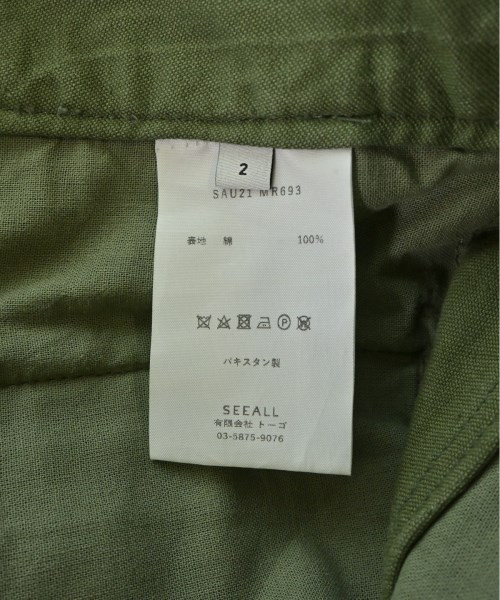 2
SAU21 MR693
表地 綿 100%
パキスタン製
SEEALL
有限会社 トーゴ
03-5875-9076